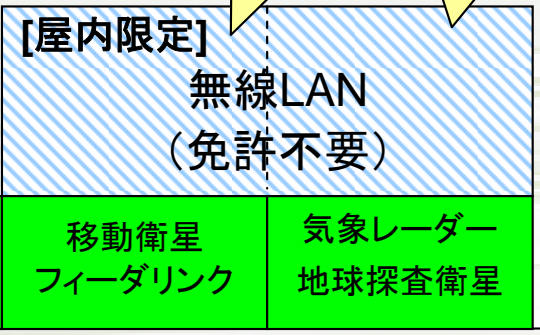 [屋内限定]
無線LAN
（免許不要）
移動衛星
フィーダリンク
気象レーダー
地球探査衛星